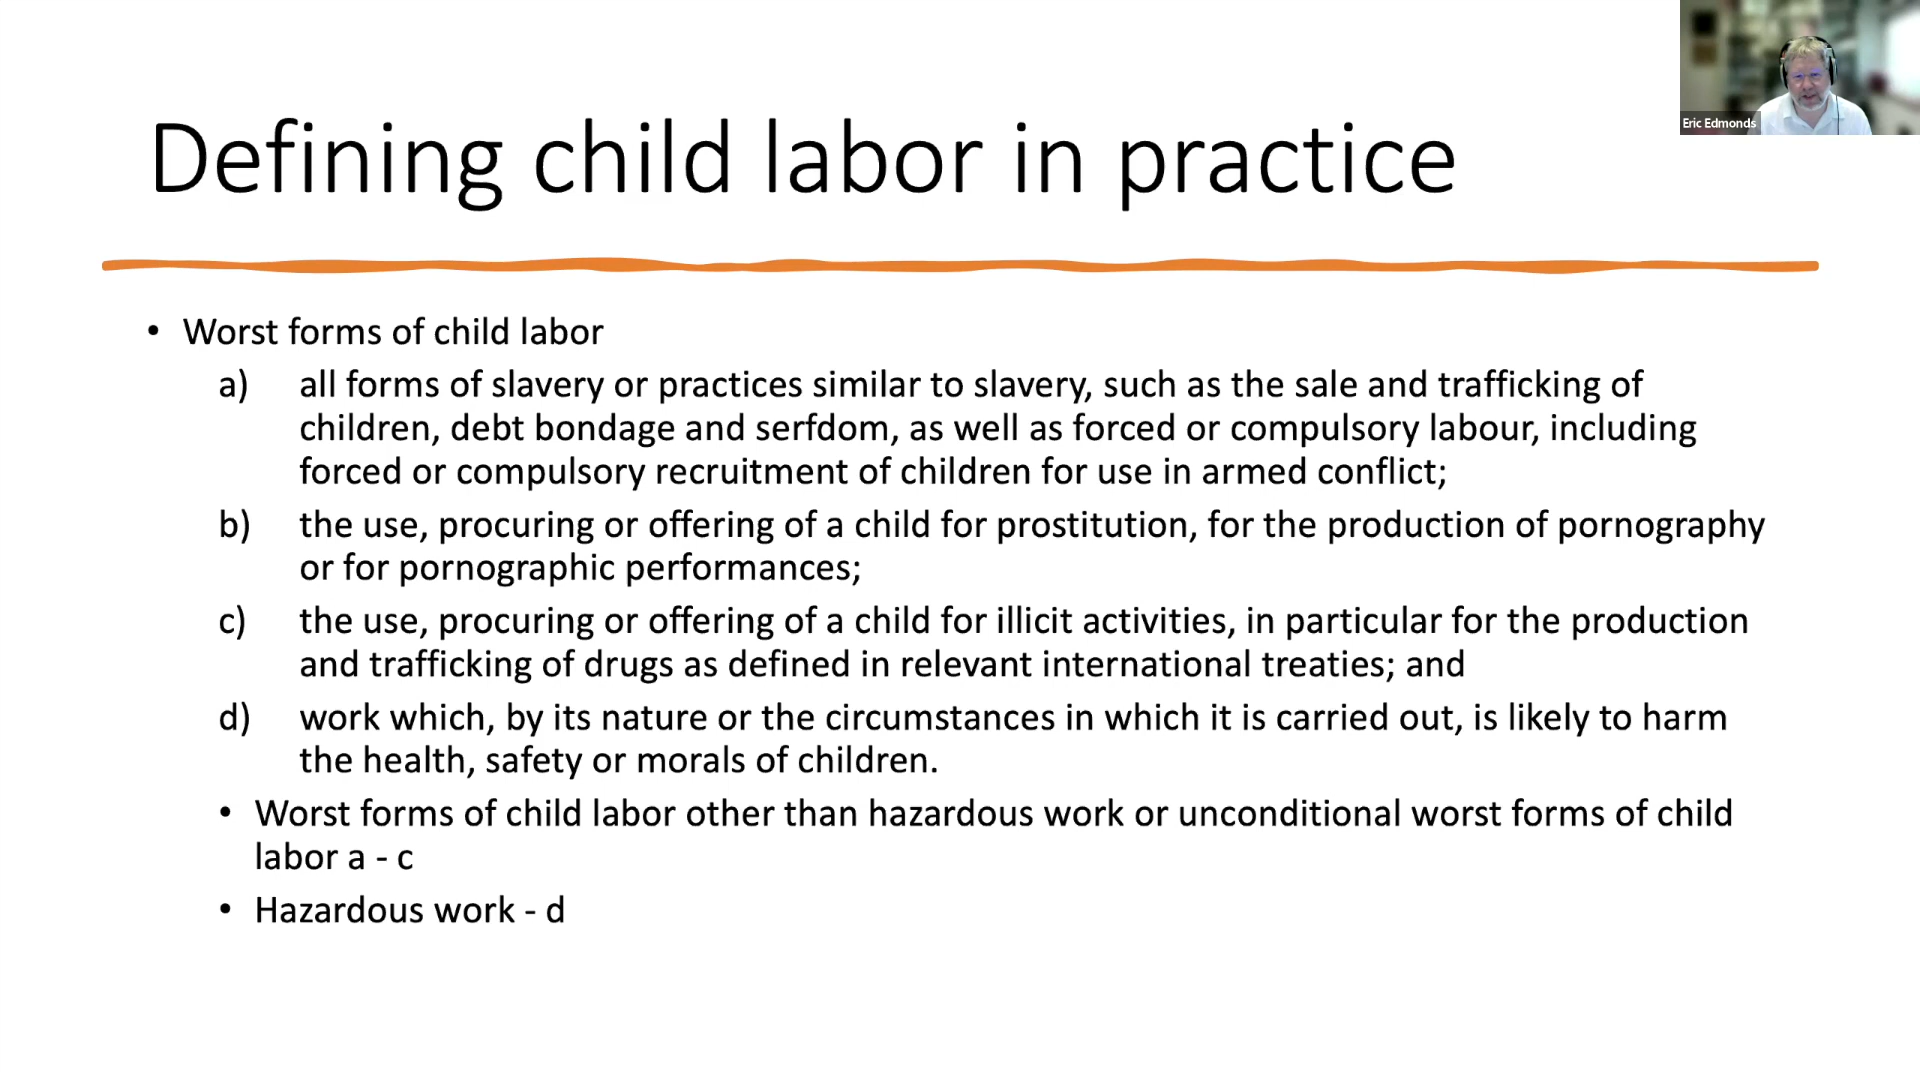 Eric Edmonds
Defining child labor in practice
• Worst forms of child labor
a) all forms of slavery or practices similar to slavery, such as the sale and trafficking of
children, debt bondage and serfdom, as well as forced or compulsory labour, including
forced or compulsory recruitment of children for use in armed conflict;
b) the use, procuring or offering of a child for prostitution, for the production of pornography
or for pornographic performances;
c) the use, procuring or offering of a child for illicit activities, in particular for the production
and trafficking of drugs as defined in relevant international treaties; and
d) work which, by its nature or the circumstances in which it is carried out, is likely to harm
the health, safety or morals of children.
• Worst forms of child labor other than hazardous work or unconditional worst forms of child
labor a - c
• Hazardous work - d